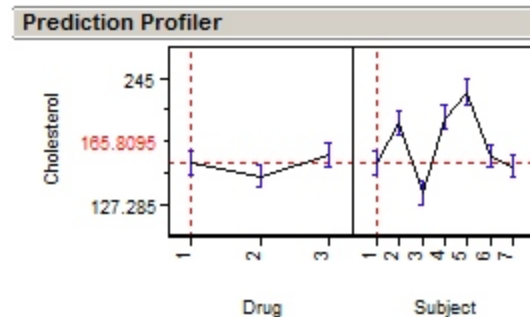 Prediction Profiler
Cholesterol
245
165.8095
127.285
1 2 3
1 2 3 4 5 6 7
Drug
Subject